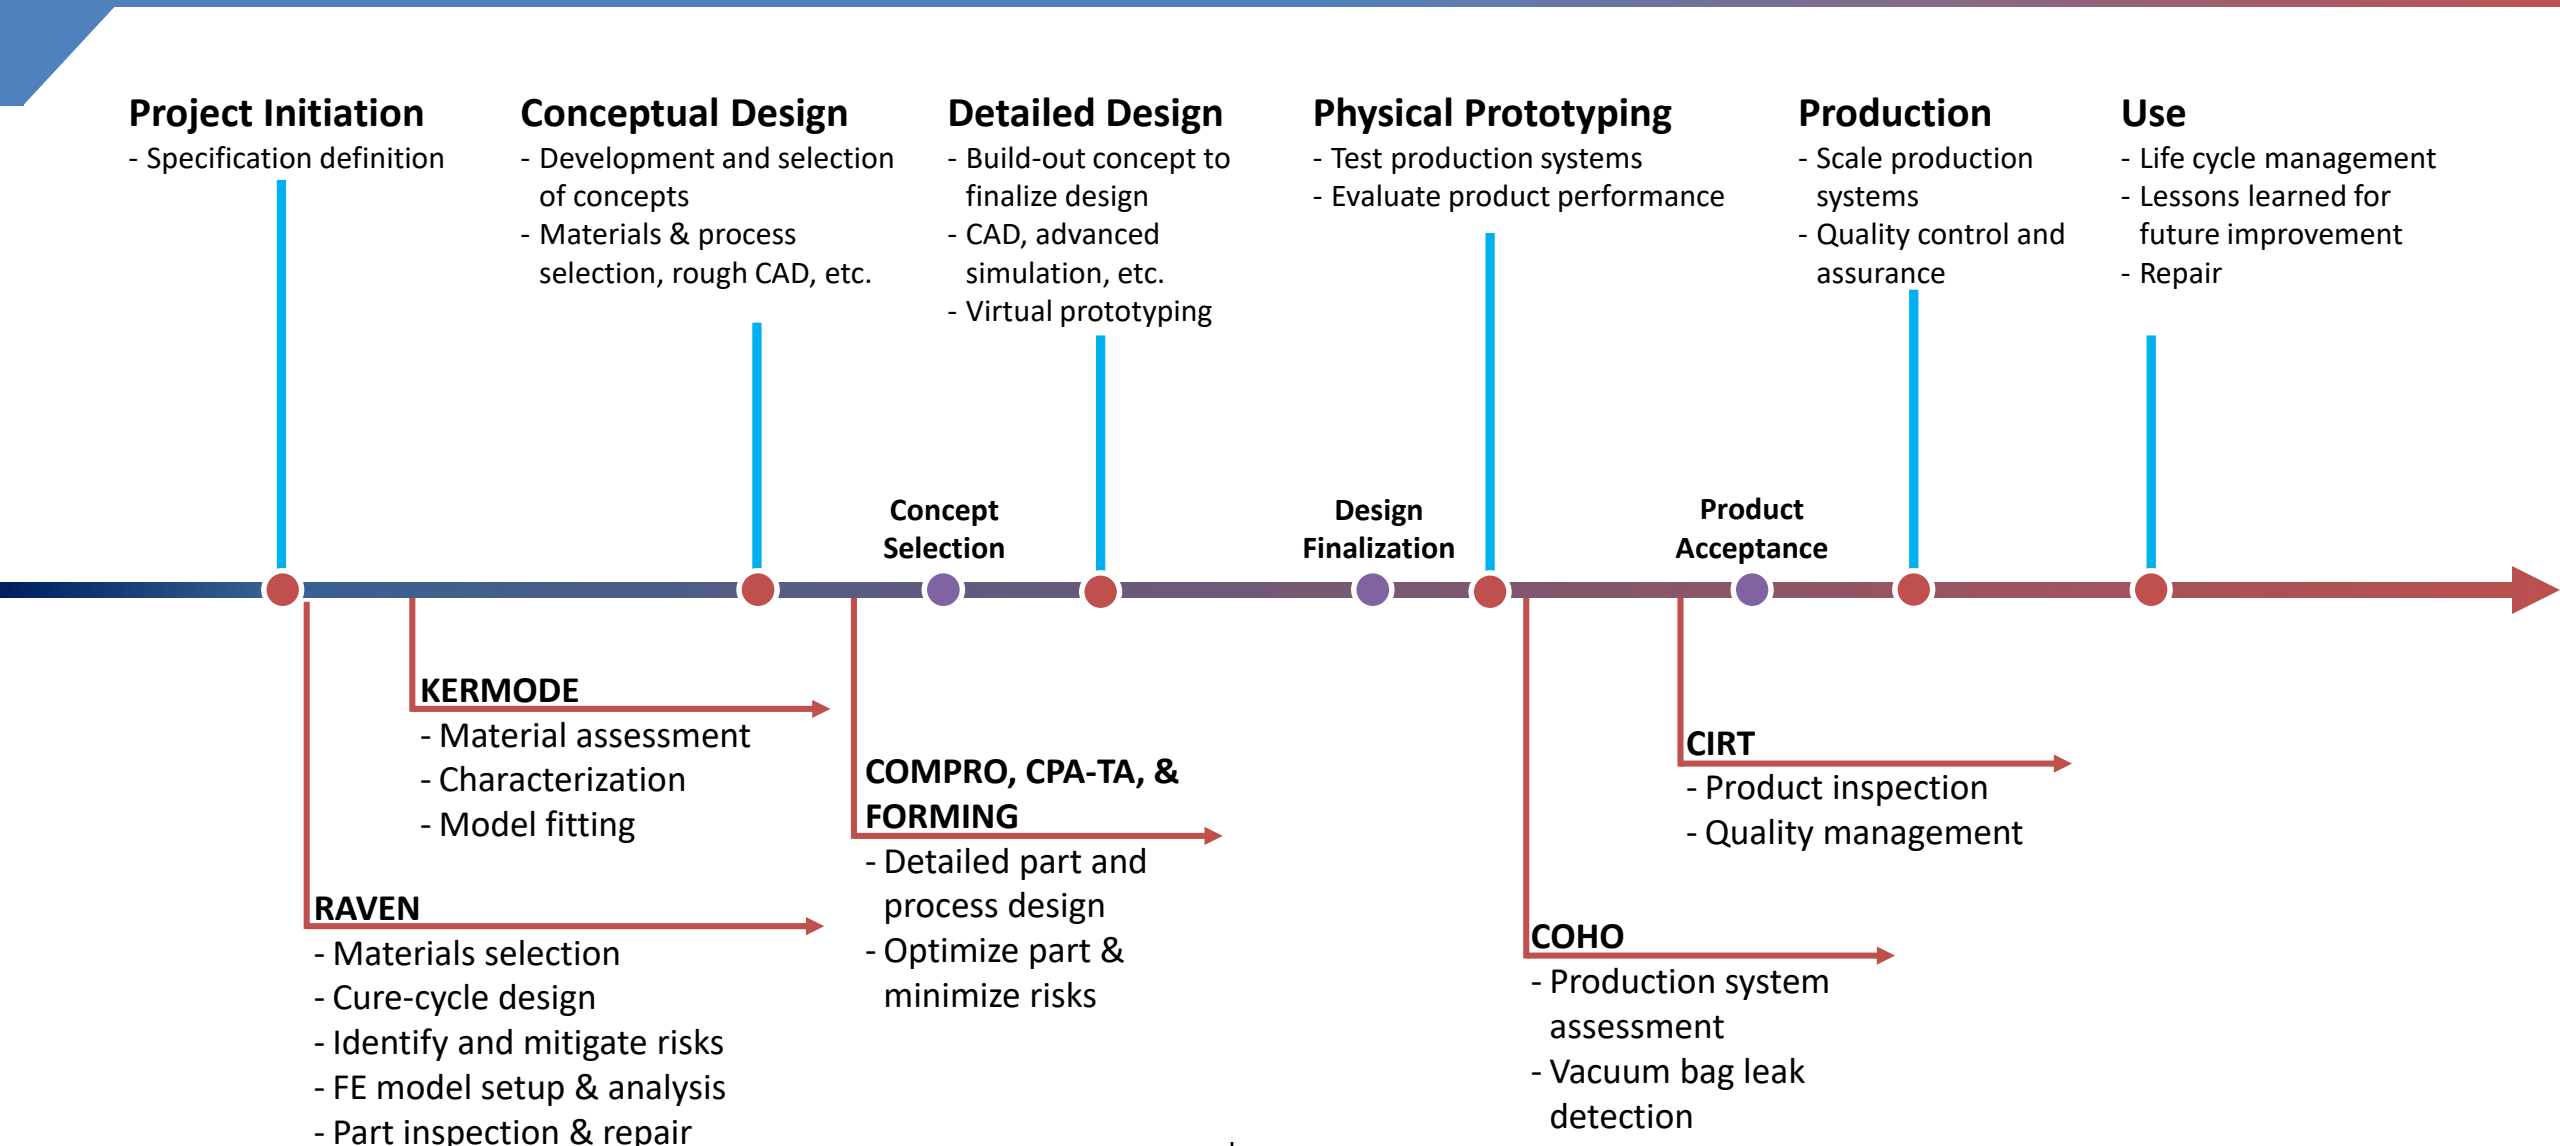 Project Initiation
- Specification definition
Conceptual Design
- Development and selection
of concepts
- Materials & process
selection, rough CAD, etc.
Detailed Design
- Build-out concept to
finalize design
- CAD, advanced
simulation, etc.
- Virtual prototyping
Physical Prototyping
- Test production systems
- Evaluate product performance
Production
- Scale production
systems
- Quality control and
assurance
Use
- Life cycle management
- Lessons learned for
future improvement
- Repair
Concept
Selection
Design
Finalization
Product
Acceptance
KERMODE
- Material assessment
- Characterization
- Model fitting
RAVEN
- Materials selection
- Cure-cycle design
- Identify and mitigate risks
- FE model setup & analysis
- Part inspection & repair
COMPRO, CPA-TA, &
FORMING
- Detailed part and
process design
- Optimize part &
minimize risks
CIRT
- Product inspection
- Quality management
COHO
- Production system
assessment
- Vacuum bag leak
detection